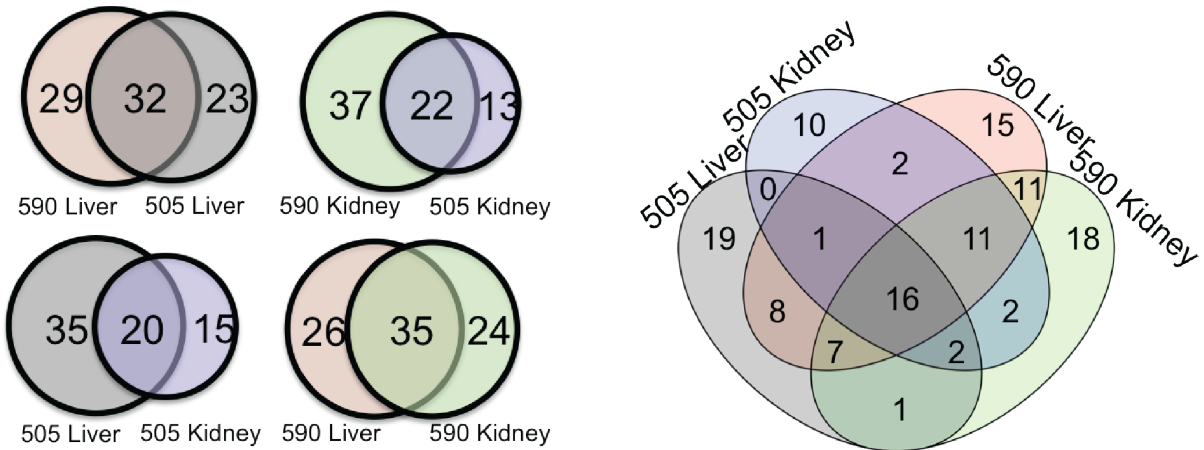 29 32 23
590 Liver 505 Liver
37 22 13
590 Kidney 505 Kidney
35 20 15
505 Liver 505 Kidney
26 35 24
590 Liver 590 Kidney
505 Liver
505 Kidney
590 Liver
590 Kidney
10 15
2
0 11
19 1 11 18
8 16 2
7 2
1